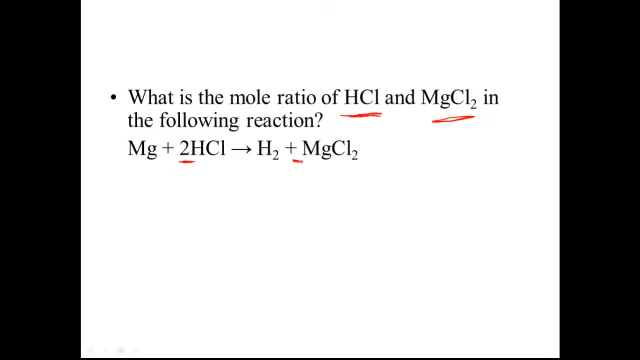 • What is the mole ratio of HCl and MgCl₂ in
the following reaction?
Mg + 2HCl → H₂ + MgCl₂